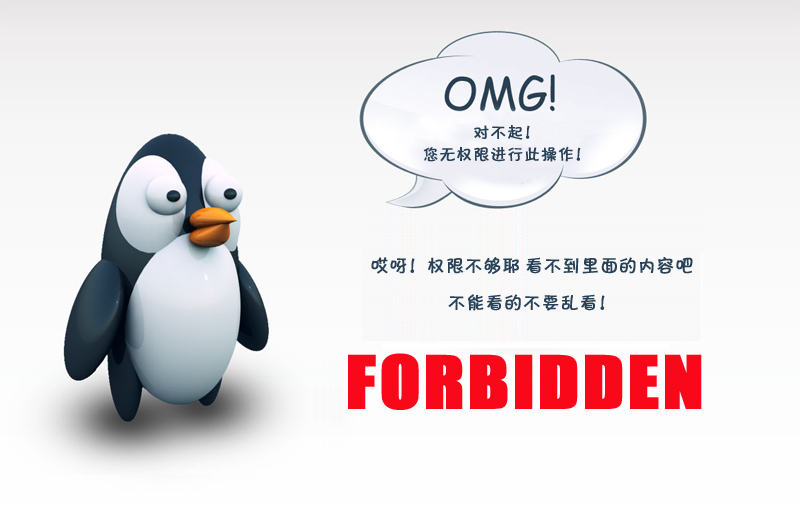 OMG!
对不起！
您无权限进行此操作！
哎呀！权限不够耶 看不到里面的内容吧
不能看的不要乱看！
FORBIDDEN